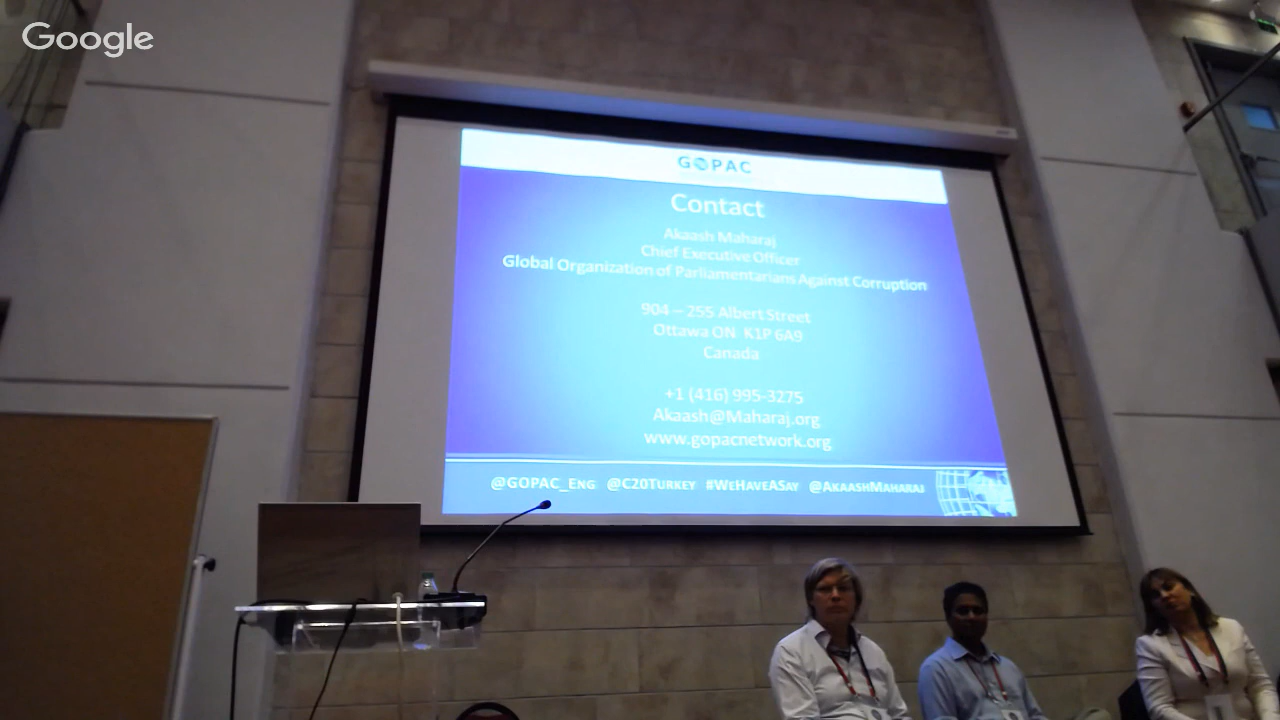 Google
GOPAC
Contact
Akaash Maharaj
Chief Executive Officer
Global Organization of Parliamentarians Against Corruption
904 – 255 Albert Street
Ottawa ON K1P 6A9
Canada
+1 (416) 995-3275
Akaash@Maharaj.org
www.gopacnetwork.org
@GOPAC_Eng @C20Turkey #WeHaveASay @AkaashMaharaj